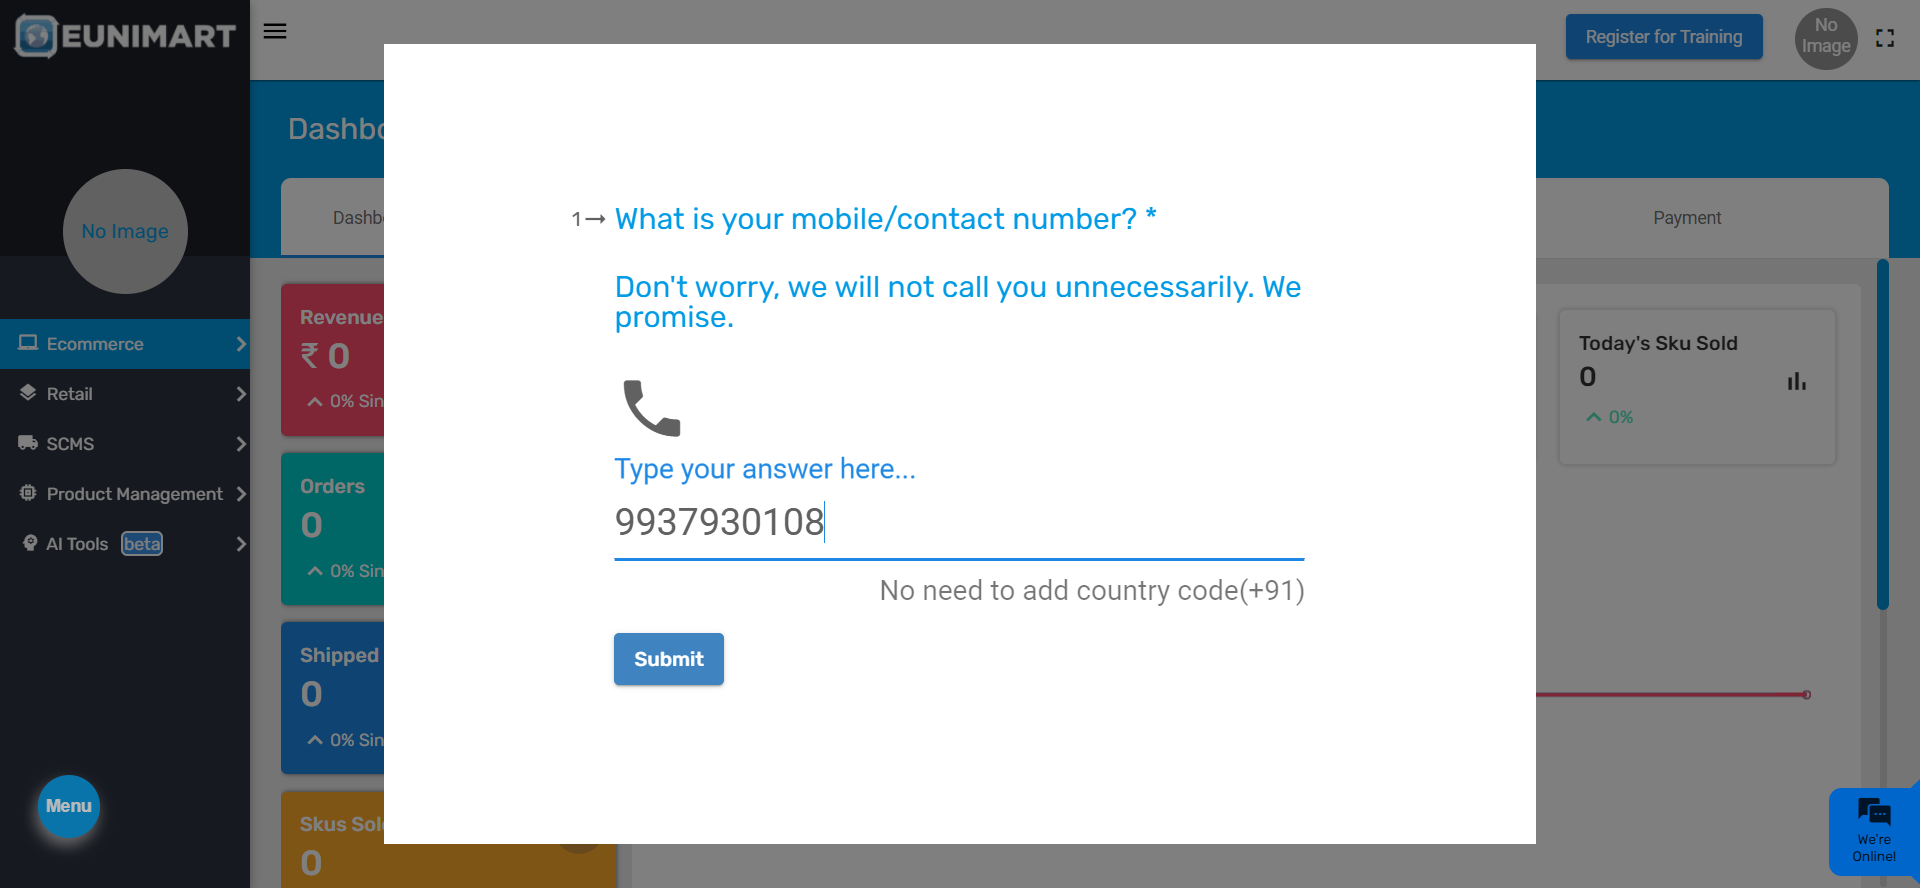 EUNIMART
Register for Training
No
Image
Dashbo
No Image
Dashb
Payment
1→ What is your mobile/contact number? *
Don't worry, we will not call you unnecessarily. We
promise.
Type your answer here...
9937930108
No need to add country code(+91)
Submit
Ecommerce
Retail
SCMS
Product Management
AI Tools beta
Menu
Revenue
₹ 0
0% Sin
Orders
0
0% Sin
Shipped
0
0% Sin
Skus Sol
0
Today's Sku Sold
0
0%
We're
Online!